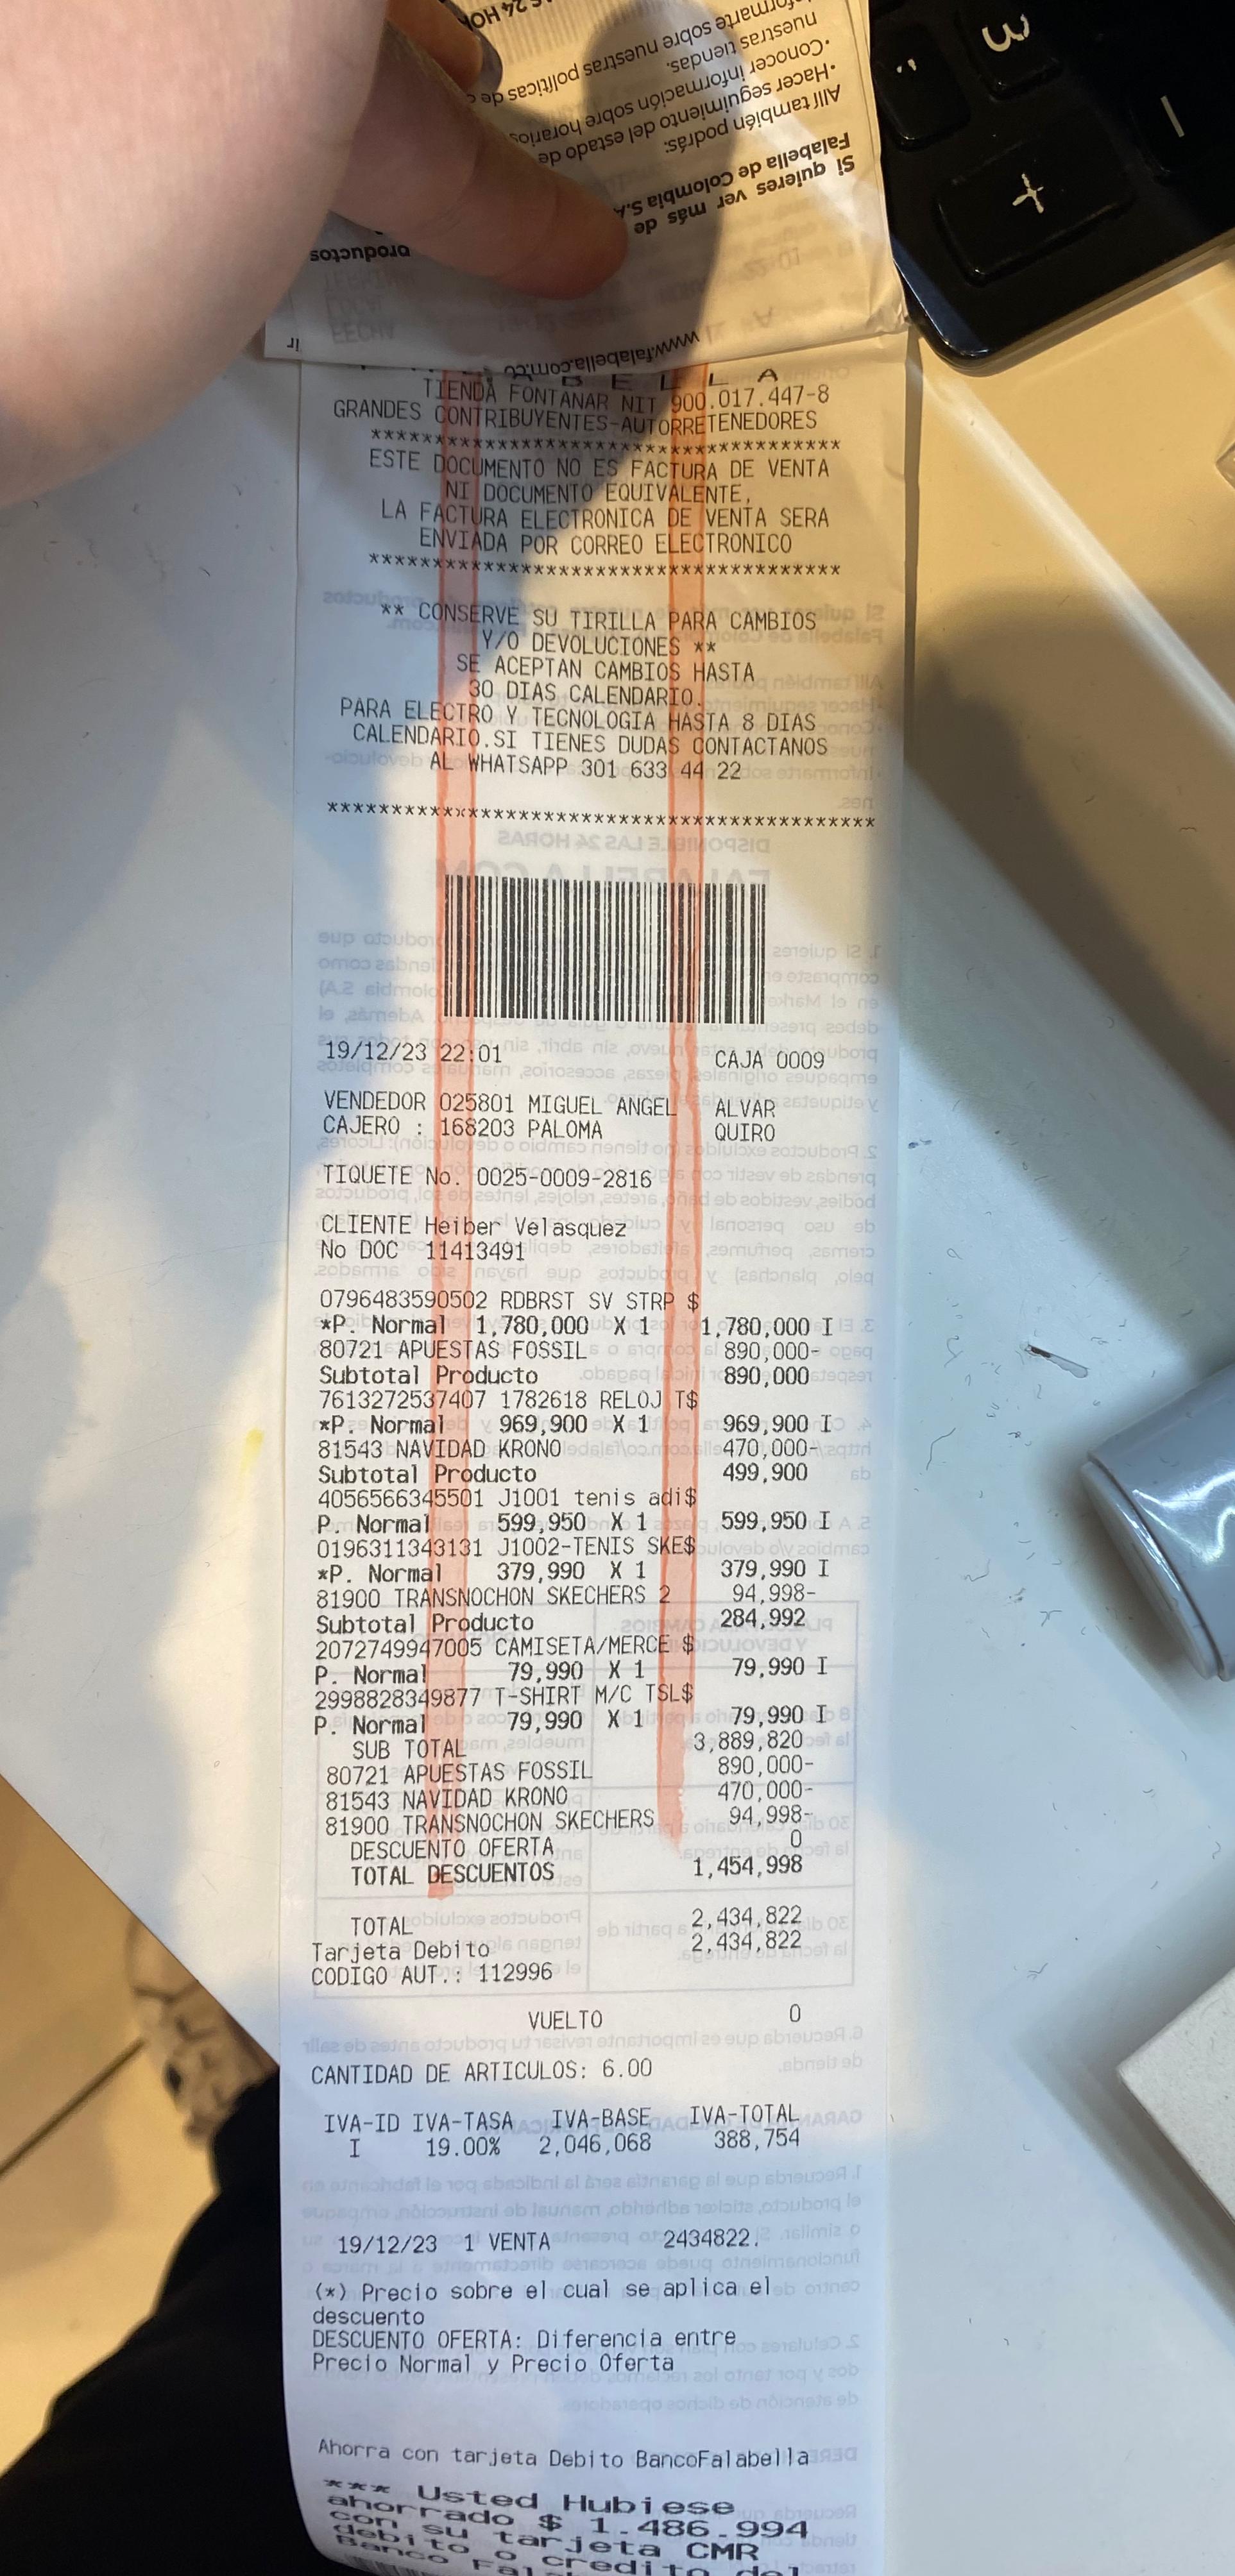 AS 24 HOR
formarte sobre nuestras políticas de c
nuestras tiendas.
•Conocer información sobre horarios
•Hacer seguimiento del estado de
Allí también podrás:
Falabella de Colombia S.A
Si quieres ver más de
productos
ir
www.falabella.com.co
B E L L A
TIENDA FONTANAR NIT 900.017.447-8
GRANDES CONTRIBUYENTES-AUTORRETENEDORES
**************************************
ESTE DOCUMENTO NO ES FACTURA DE VENTA
NI DOCUMENTO EQUIVALENTE,
LA FACTURA ELECTRONICA DE VENTA SERA
ENVIADA POR CORREO ELECTRONICO
**************************************
** CONSERVE SU TIRILLA PARA CAMBIOS
Y/O DEVOLUCIONES **
SE ACEPTAN CAMBIOS HASTA
30 DIAS CALENDARIO.
PARA ELECTRO Y TECNOLOGIA HASTA 8 DIAS
CALENDARIO.SI TIENES DUDAS CONTACTANOS
AL WHATSAPP 301 633 44 22
********************************************
19/12/23 22:01 CAJA 0009
VENDEDOR 025801 MIGUEL ANGEL ALVAR
CAJERO : 168203 PALOMA QUIRO
TIQUETE No. 0025-0009-2816
CLIENTE Heiber Velasquez
No DOC 11413491
0796483590502 RDBRST SV STRP $
*P. Normal 1,780,000 X 1 1,780,000 I
80721 APUESTAS FOSSIL 890,000-
Subtotal Producto 890,000
7613272537407 1782618 RELOJ T$
*P. Normal 969,900 X 1 969,900 I
81543 NAVIDAD KRONO 470,000-
Subtotal Producto 499,900
4056566345501 J1001 tenis adi$
P. Normal 599,950 X 1 599,950 I
0196311343131 J1002-TENIS SKE$
*P. Normal 379,990 X 1 379,990 I
81900 TRANSNOCHON SKECHERS 2 94,998-
Subtotal Producto 284,992
2072749947005 CAMISETA/MERCE $
P. Normal 79,990 X 1 79,990 I
2998828349877 T-SHIRT M/C TSL$
P. Normal 79,990 X 1 79,990 I
SUB TOTAL 3,889,820
80721 APUESTAS FOSSIL 890,000-
81543 NAVIDAD KRONO 470,000-
81900 TRANSNOCHON SKECHERS 94,998-
DESCUENTO OFERTA 0
TOTAL DESCUENTOS 1,454,998
TOTAL 2,434,822
Tarjeta Debito 2,434,822
CODIGO AUT.: 112996
VUELTO 0
CANTIDAD DE ARTICULOS: 6.00
IVA-ID IVA-TASA IVA-BASE IVA-TOTAL
I 19.00% 2,046,068 388,754
19/12/23 1 VENTA 2434822.
(*) Precio sobre el cual se aplica el
descuento
DESCUENTO OFERTA: Diferencia entre
Precio Normal y Precio Oferta
Ahorra con tarjeta Debito BancoFalabella
*** Usted Hubiese
ahorrado $ 1.486.994
con su tarjeta CMR
debito o credito del
Banco
3
+